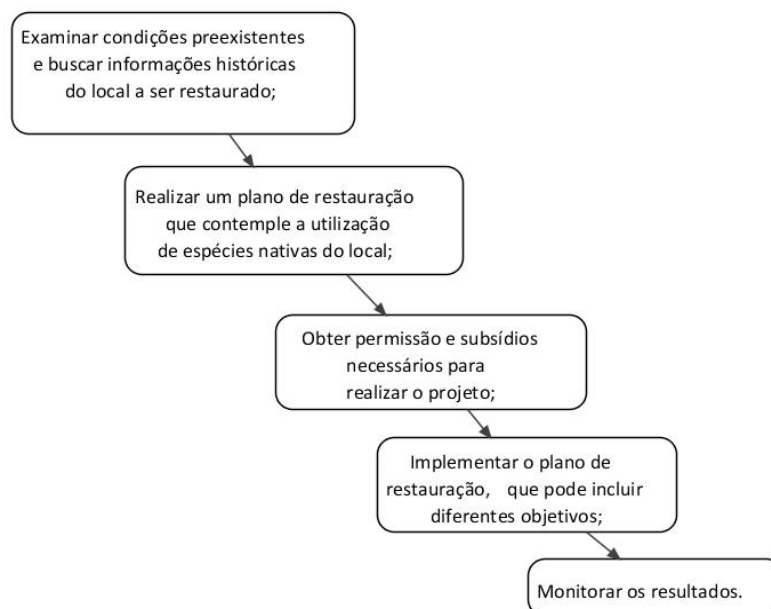 Examinar condições preexistentes
e buscar informações históricas
do local a ser restaurado;
Realizar um plano de restauração
que contemple a utilização
de espécies nativas do local;
Obter permissão e subsídios
necessários para
realizar o projeto;
Implementar o plano de
restauração, que pode incluir
diferentes objetivos;
Monitorar os resultados.